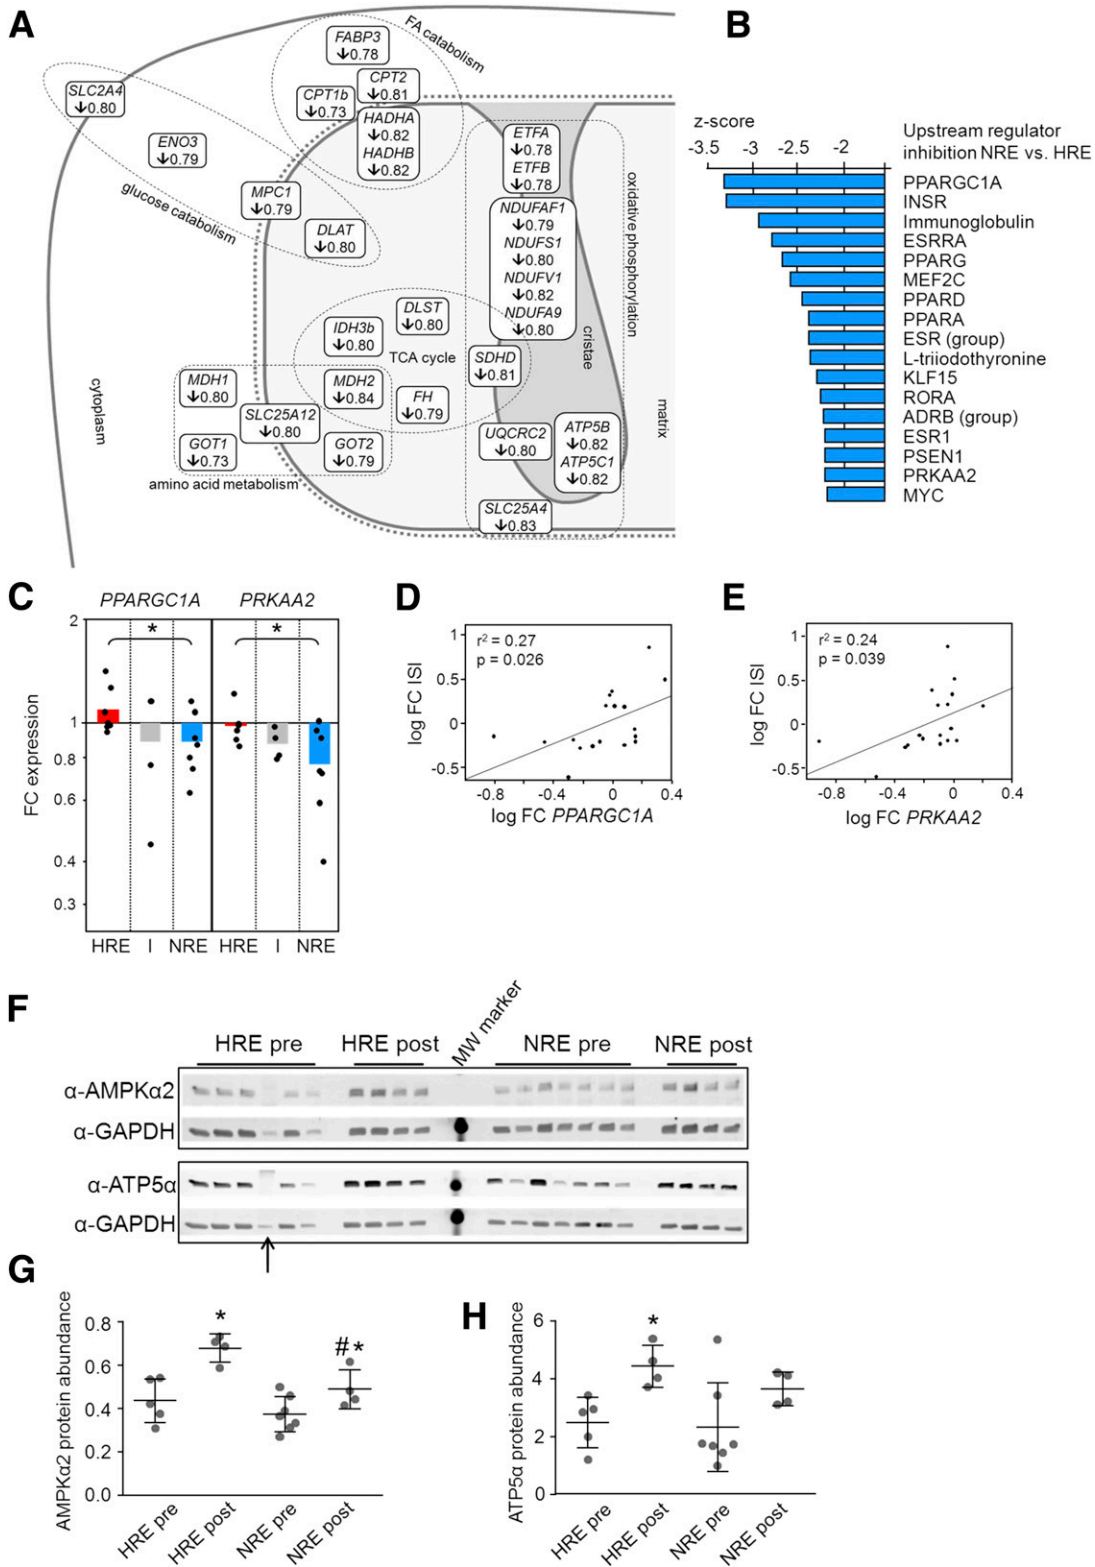 A
FA catabolism
FABP3
↓0.78
CPT2
↓0.81
CPT1b
↓0.73
HADHA
↓0.82
HADHB
↓0.82
SLC2A4
↓0.80
ENO3
↓0.79
glucose catabolism
MPC1
↓0.79
DLAT
↓0.80
ETFA
↓0.78
ETFB
↓0.78
NDUFAF1
↓0.79
NDUFS1
↓0.80
NDUFV1
↓0.82
NDUFA9
↓0.80
oxidative phosphorylation
cristae
matrix
cytoplasm
DLST
↓0.80
IDH3b
↓0.80
TCA cycle
SDHD
↓0.81
MDH1
↓0.80
MDH2
↓0.84
FH
↓0.79
SLC25A12
↓0.80
GOT1
↓0.73
GOT2
↓0.79
amino acid metabolism
UQCRC2
↓0.80
ATP5B
↓0.82
ATP5C1
↓0.82
SLC25A4
↓0.83
B
z-score
-3.5 -3 -2.5 -2
Upstream regulator
inhibition NRE vs. HRE
PPARGC1A
INSR
Immunoglobulin
ESRRA
PPARG
MEF2C
PPARD
PPARA
ESR (group)
L-triiodothyronine
KLF15
RORA
ADRB (group)
ESR1
PSEN1
PRKAA2
MYC
C
PPARGC1A PRKAA2
* *
FC expression
2
1
0.8
0.6
0.4
0.3
HRE I NRE HRE I NRE
D
r² = 0.27
p = 0.026
log FC ISI
1
0.5
0
-0.5
-0.8 -0.4 0 0.4
log FC PPARGC1A
E
r² = 0.24
p = 0.039
log FC ISI
1
0.5
0
-0.5
-0.8 -0.4 0 0.4
log FC PRKAA2
F
HRE pre HRE post MW marker NRE pre NRE post
α-AMPKα2
α-GAPDH
α-ATP5α
α-GAPDH
G
AMPKα2 protein abundance
0.8
0.6
0.4
0.2
0.0
*
#*
HRE pre HRE post NRE pre NRE post
H
ATP5α protein abundance
6
4
2
0
*
HRE pre HRE post NRE pre NRE post